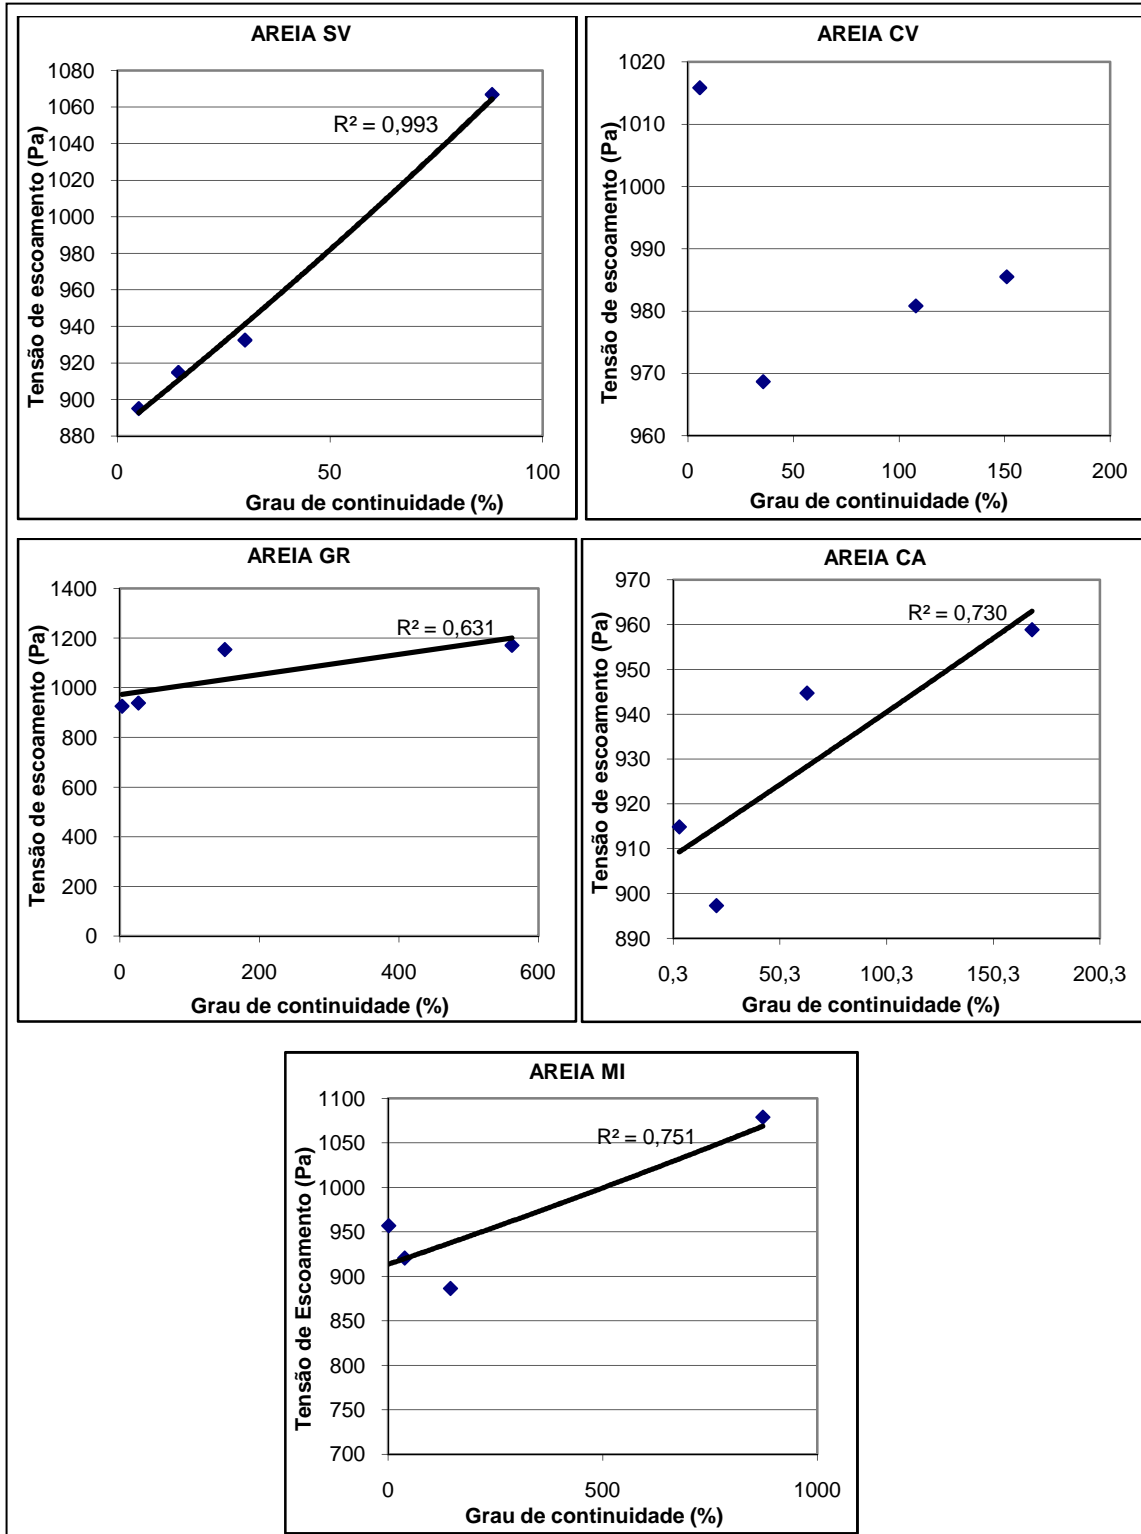 AREIA SV
Tensão de escoamento (Pa)
1080
1060
1040
1020
1000
980
960
940
920
900
880
R² = 0,993
0 50 100
Grau de continuidade (%)
AREIA CV
Tensão de escoamento (Pa)
1020
1010
1000
990
980
970
960
0 50 100 150 200
Grau de continuidade (%)
AREIA GR
Tensão de escoamento (Pa)
1400
1200
1000
800
600
400
200
0
R² = 0,631
0 200 400 600
Grau de continuidade (%)
AREIA CA
Tensão de escoamento (Pa)
970
960
950
940
930
920
910
900
890
R² = 0,730
0,3 50,3 100,3 150,3 200,3
Grau de continuidade (%)
AREIA MI
Tensão de Escoamento (Pa)
1100
1050
1000
950
900
850
800
750
700
R² = 0,751
0 500 1000
Grau de continuidade (%)